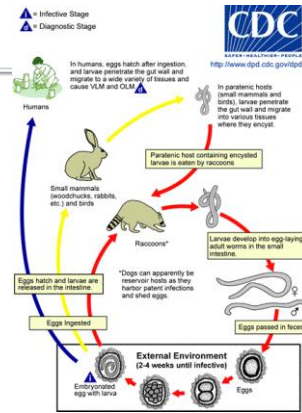 i = Infective Stage
d = Diagnostic Stage
CDC
SAFER·HEALTHIER·PEOPLE
http://www.dpd.cdc.gov/dpd
In humans, eggs hatch after ingestion,
and larvae penetrate the gut wall and
migrate to a wide variety of tissues and
cause VLM and OLM. d
Humans
In paratenic hosts
(small mammals and
birds), larvae penetrate
the gut wall and migrate
into various tissues
where they encyst.
Paratenic host containing encysted
larvae is eaten by raccoons
Small mammals
(woodchucks, rabbits,
etc.) and birds
Raccoons*
Larvae develop into egg-laying
adult worms in the small
intestine.
Eggs hatch and larvae are
released in the intestine.
*Dogs can apparently be
reservoir hosts as they
harbor patent infections
and shed eggs.
♀
♂
Eggs Ingested
Eggs passed in feces
External Environment
(2-4 weeks until infective)
i
Embryonated
egg with larva
Eggs